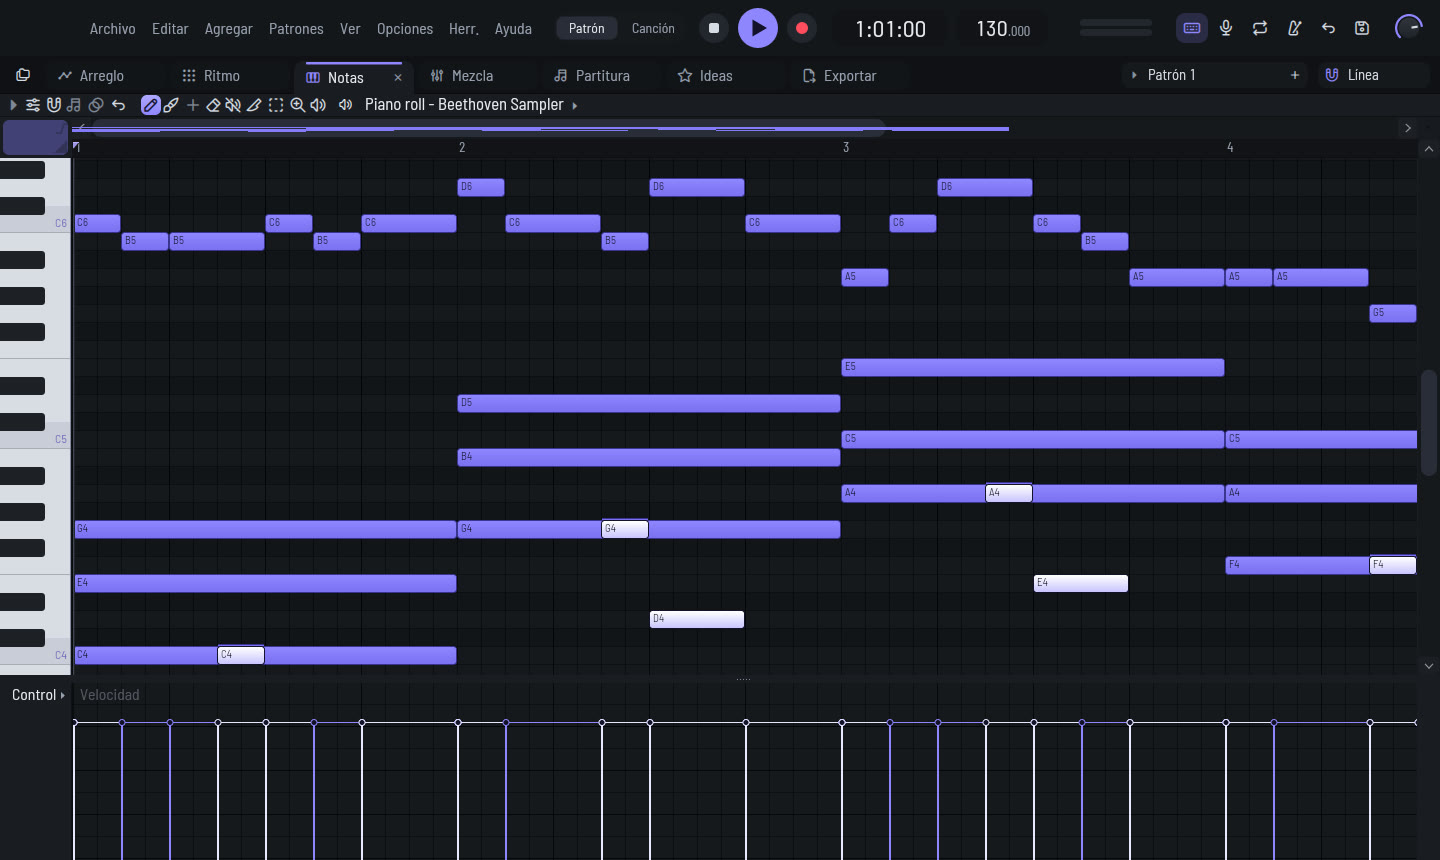 Archivo Editar Agregar Patrones Ver Opciones Herr. Ayuda Patrón Canción 1:01:00 130.000
Arreglo Ritmo Notas × Mezcla Partitura Ideas Exportar Patrón 1 + Línea
Piano roll - Beethoven Sampler
1 2 3 4
D6 D6 D6
C6 C6 C6 C6 C6 C6 C6 C6
B5 B5 B5 B5 B5
A5 A5 A5 A5
G5
E5
D5
C5 C5 C5
B4
A4 A4 A4
G4 G4 G4
F4 F4
E4 E4
D4
C4 C4 C4
Control Velocidad